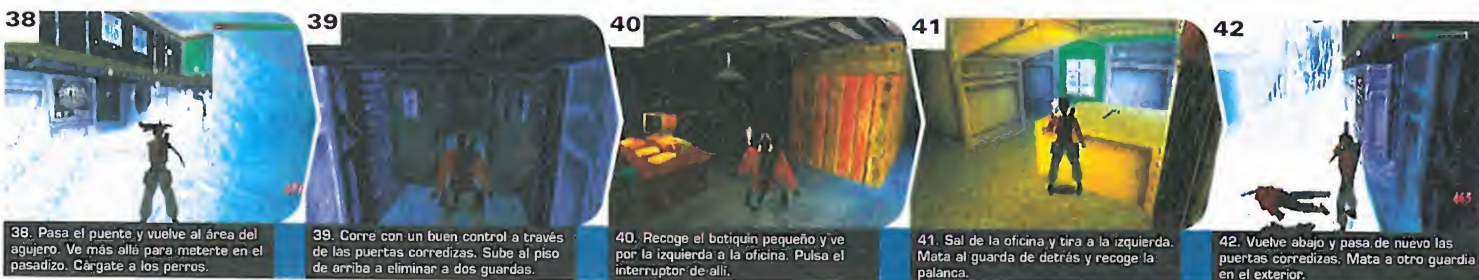 38
39
40
41
42
465
38. Pasa el puente y vuelve al área del
agujero. Ve más allá para meterte en el
pasadizo. Cárgate a los perros.
39. Corre con un buen control a través
de las puertas corredizas. Sube al piso
de arriba a eliminar a dos guardas.
40. Recoge el botiquín pequeño y ve
por la izquierda a la oficina. Pulsa el
interruptor de allí.
41. Sal de la oficina y tira a la izquierda.
Mata al guarda de detrás y recoge la
palanca.
42. Vuelve abajo y pasa de nuevo las
puertas corredizas. Mata a otro guardia
en el exterior.